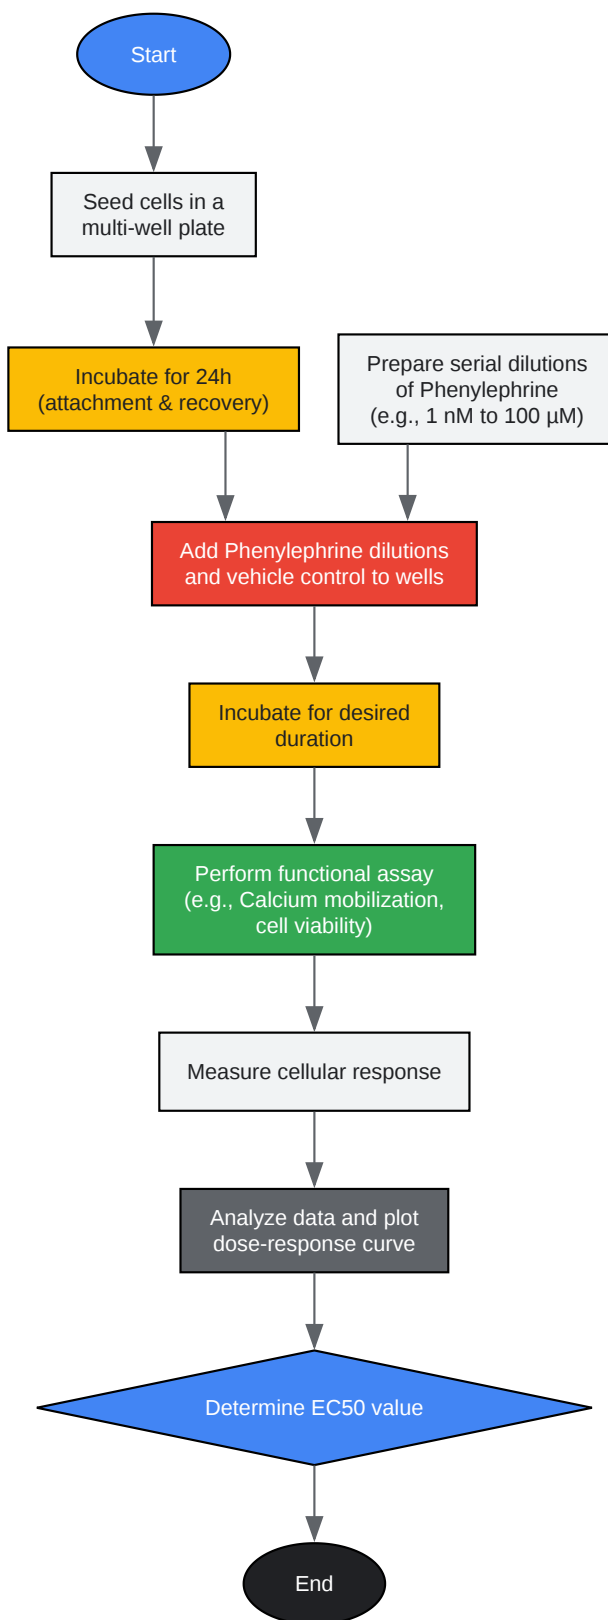 Start
Seed cells in a
multi-well plate
Incubate for 24h
(attachment & recovery)
Prepare serial dilutions
of Phenylephrine
(e.g., 1 nM to 100 µM)
Add Phenylephrine dilutions
and vehicle control to wells
Incubate for desired
duration
Perform functional assay
(e.g., Calcium mobilization,
cell viability)
Measure cellular response
Analyze data and plot
dose-response curve
Determine EC50 value
End